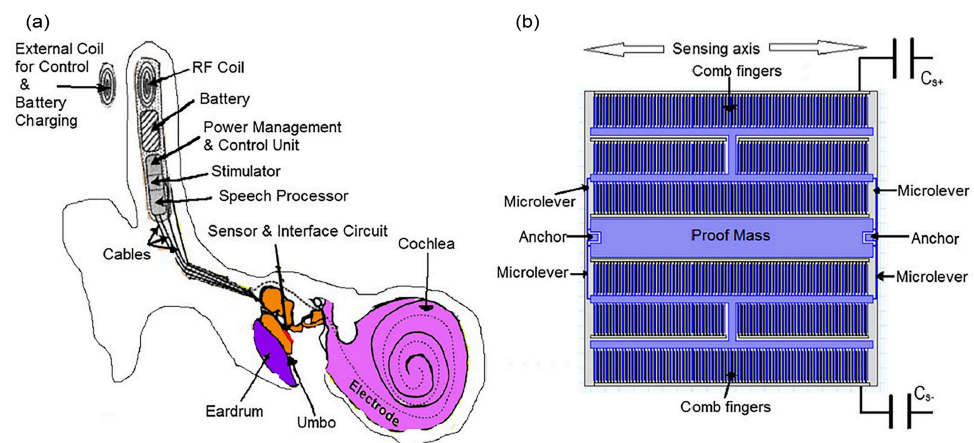 (a)
External Coil
for Control
&
Battery
Charging
RF Coil
Battery
Power Management
& Control Unit
Stimulator
Speech Processor
Sensor & Interface Circuit
Cochlea
Cables
Eardrum
Umbo
Electrode
(b)
Sensing axis
Comb fingers
Cs+
Microlever
Microlever
Anchor
Proof Mass
Anchor
Microlever
Microlever
Comb fingers
Cs-